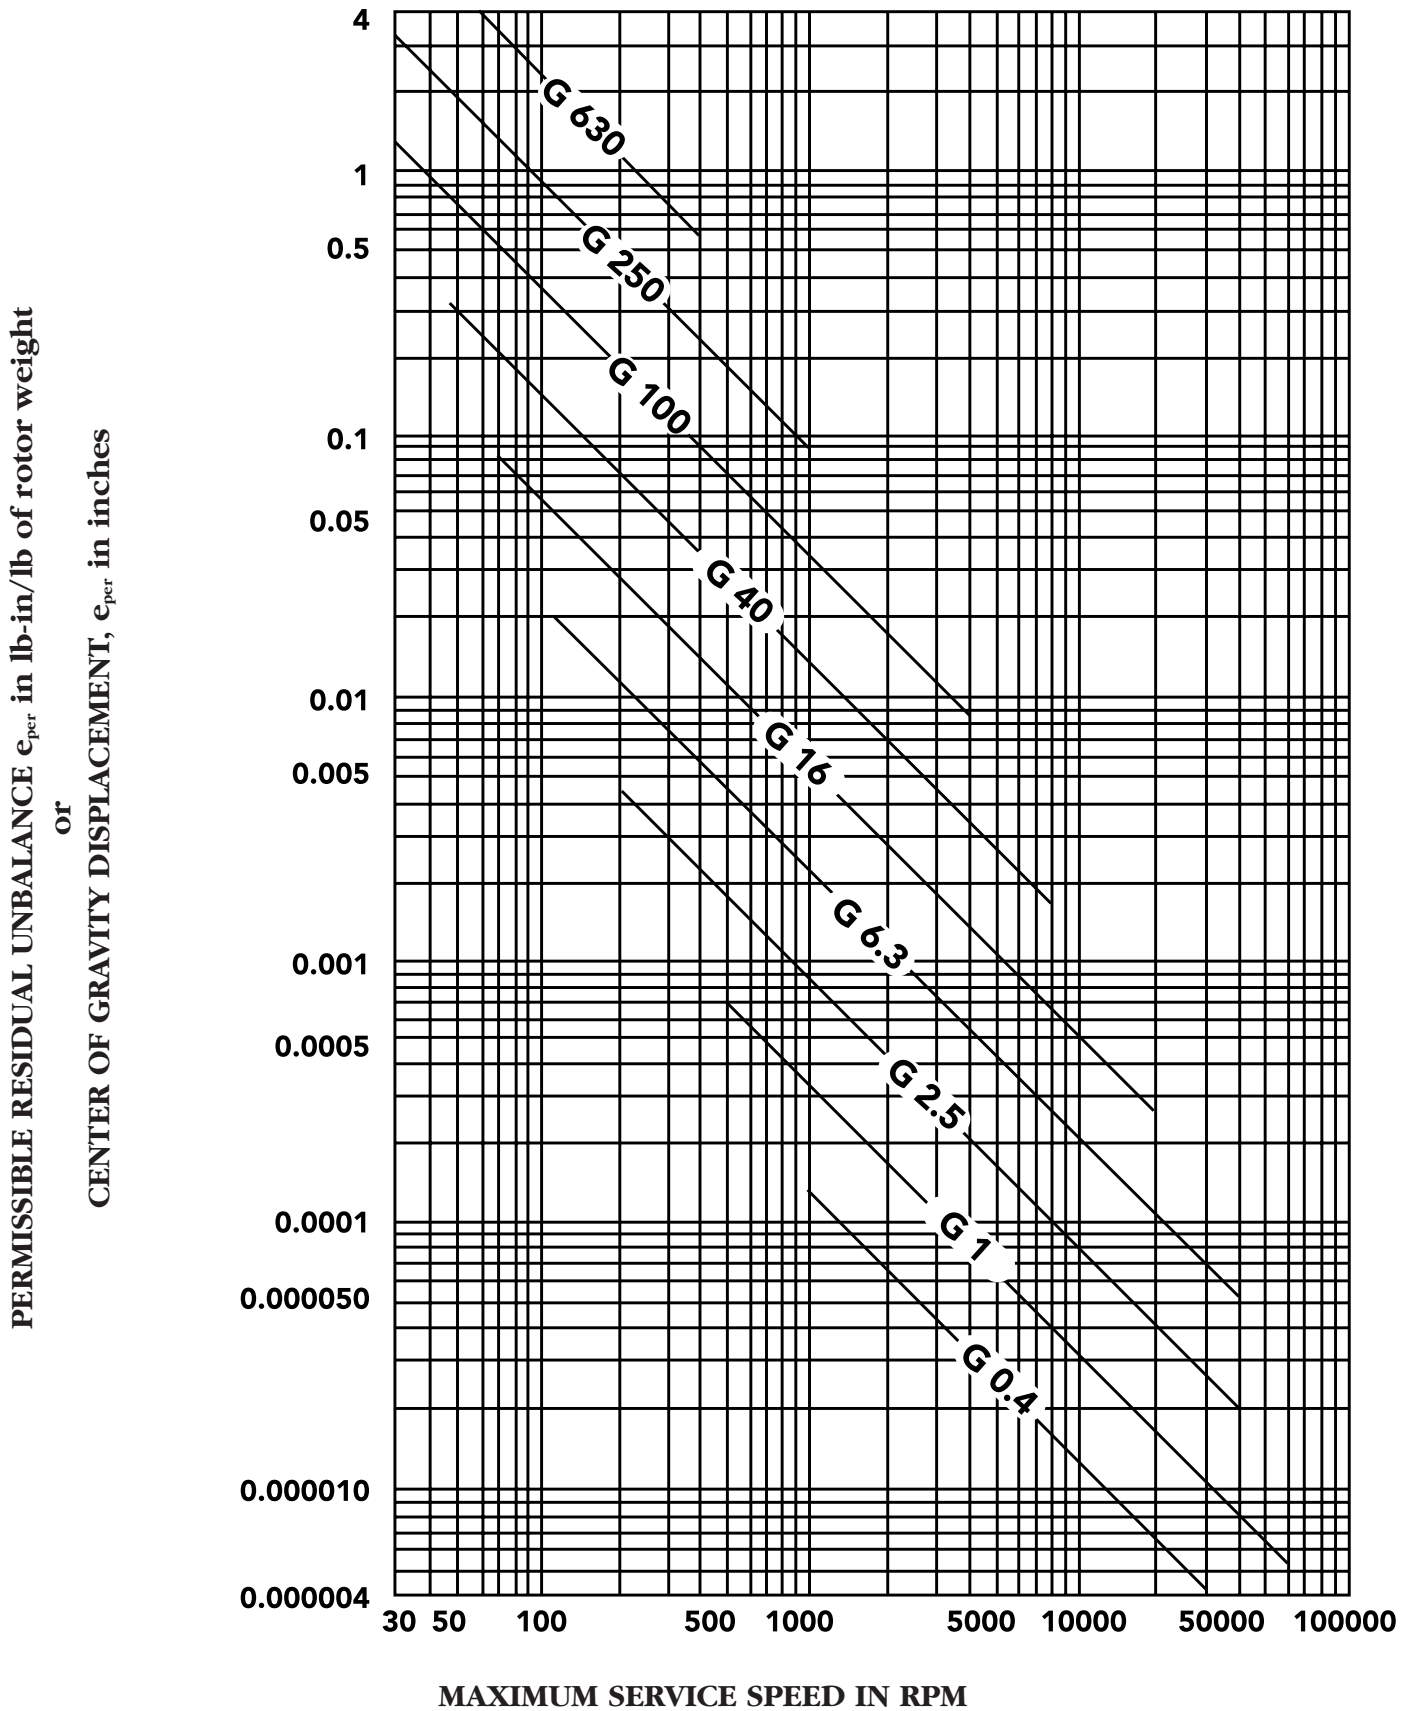 PERMISSIBLE RESIDUAL UNBALANCE eper in lb-in/lb of rotor weight
or
CENTER OF GRAVITY DISPLACEMENT, eper in inches
4
1
0.5
0.1
0.05
0.01
0.005
0.001
0.0005
0.0001
0.000050
0.000010
0.000004
G 630
G 250
G 100
G 40
G 16
G 6.3
G 2.5
G 1
G 0.4
30 50 100 500 1000 5000 10000 50000 100000
MAXIMUM SERVICE SPEED IN RPM